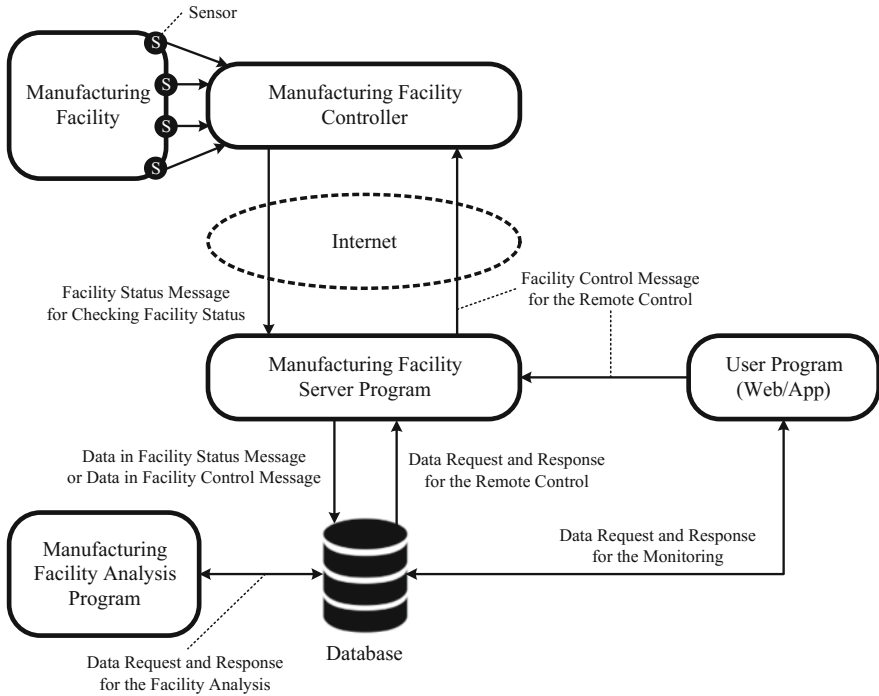 Sensor
S
S
S
S
Manufacturing
Facility
Manufacturing Facility
Controller
Internet
Facility Status Message
for Checking Facility Status
Facility Control Message
for the Remote Control
Manufacturing Facility
Server Program
User Program
(Web/App)
Data in Facility Status Message
or Data in Facility Control Message
Data Request and Response
for the Remote Control
Manufacturing
Facility Analysis
Program
Data Request and Response
for the Monitoring
Database
Data Request and Response
for the Facility Analysis